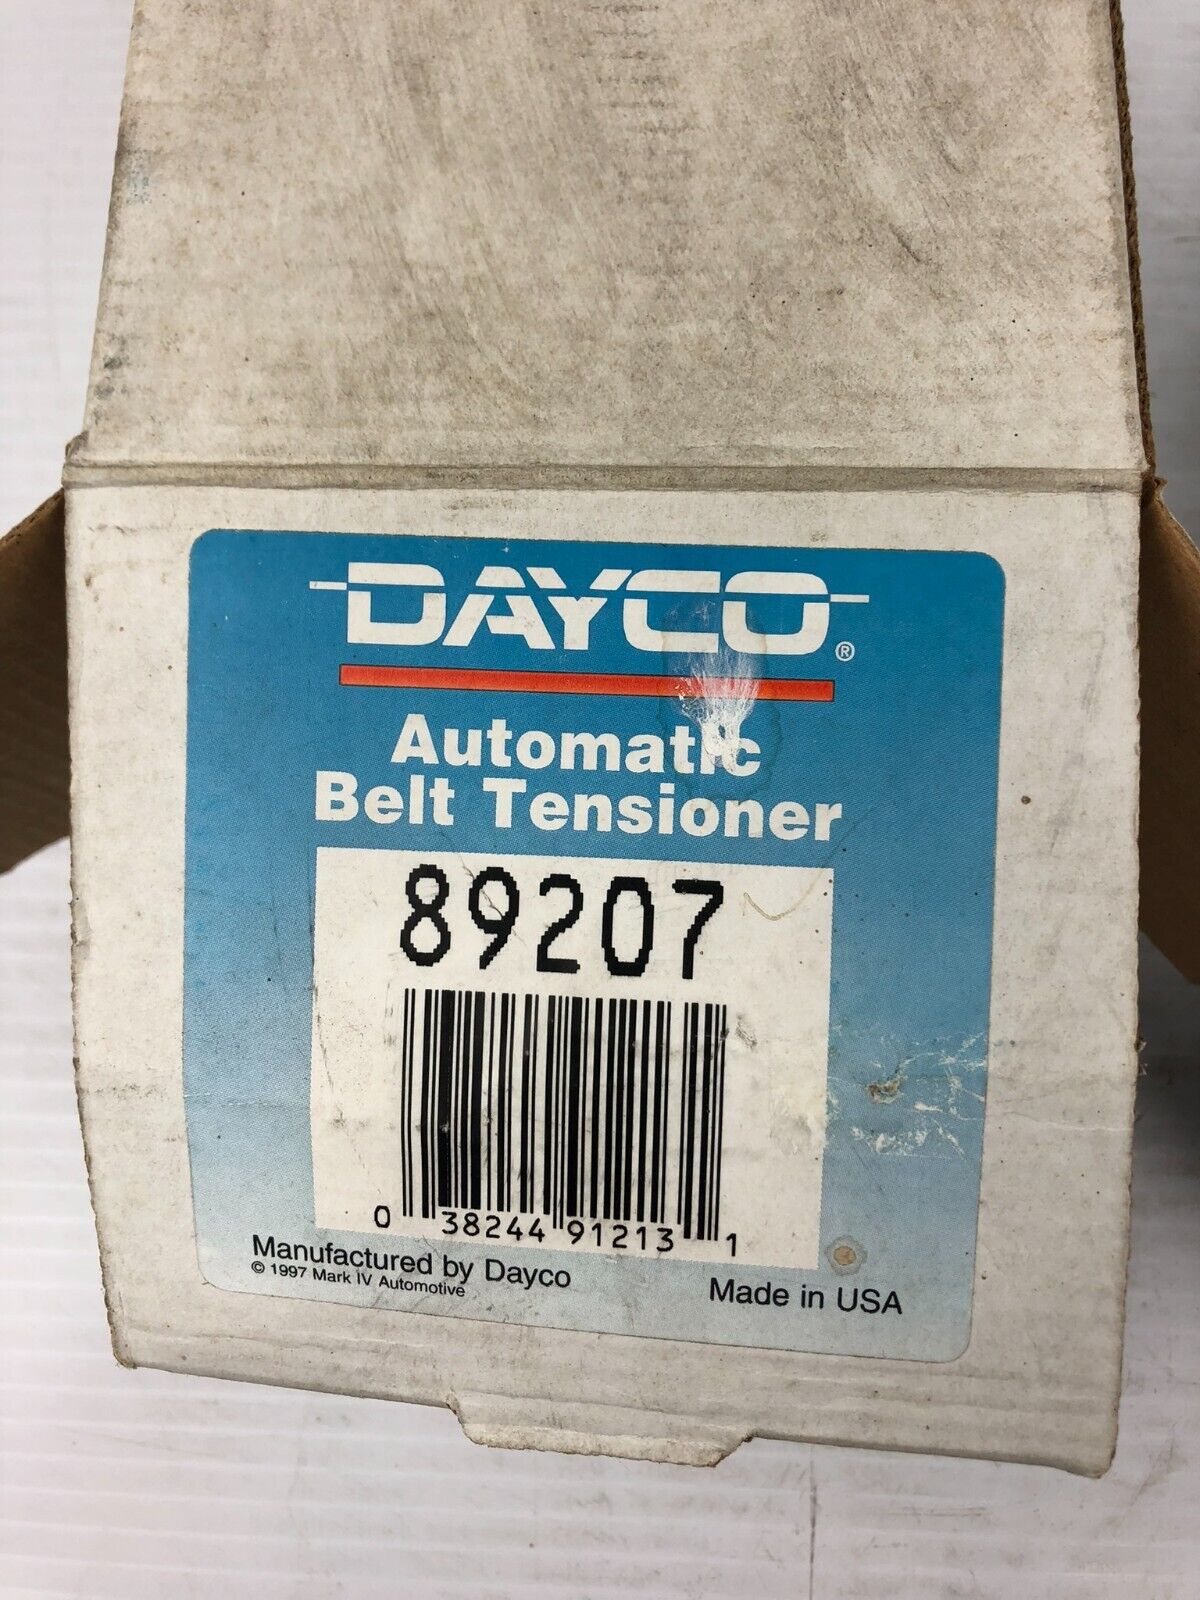 DAYCO®
Automatic
Belt Tensioner
89207
0 38244 91213 1
Manufactured by Dayco
© 1997 Mark IV Automotive
Made in USA